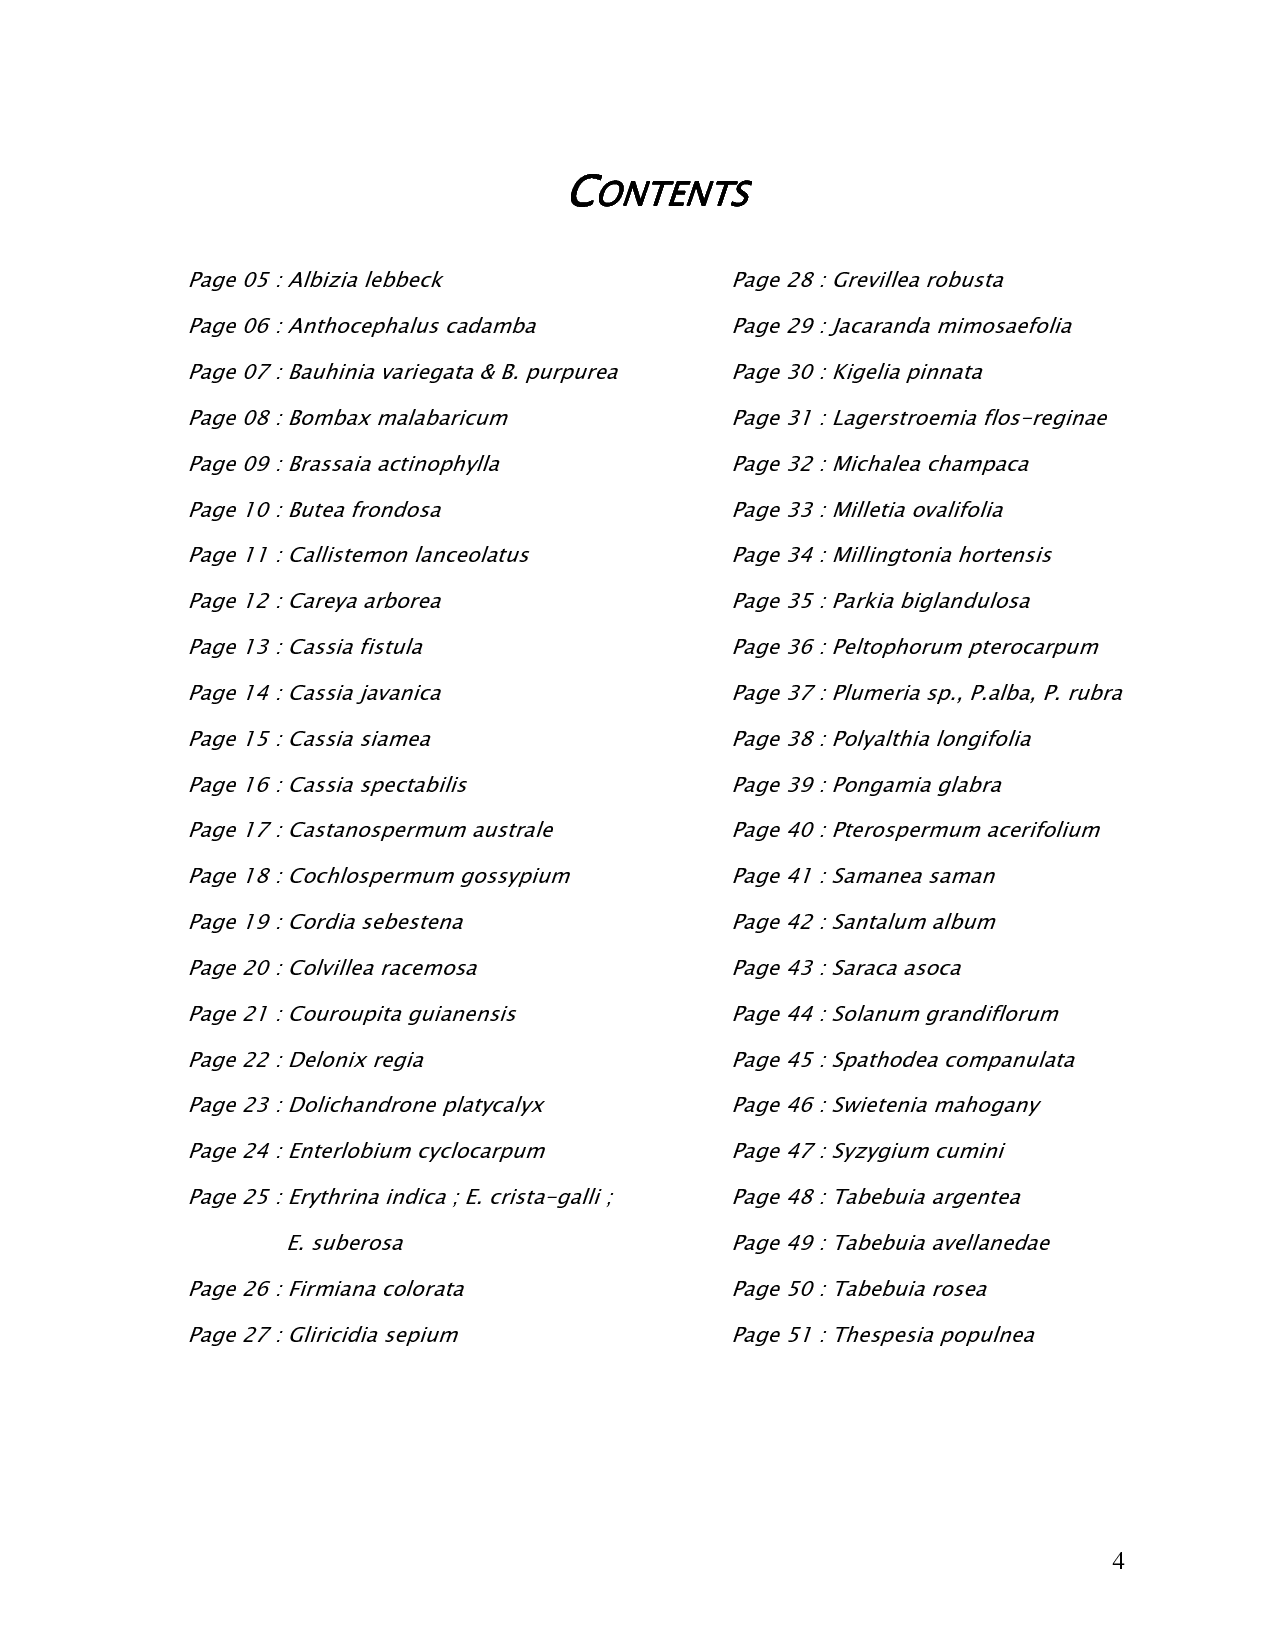 CONTENTS
Page 05 : Albizia lebbeck
Page 06 : Anthocephalus cadamba
Page 07 : Bauhinia variegata & B. purpurea
Page 08 : Bombax malabaricum
Page 09 : Brassaia actinophylla
Page 10 : Butea frondosa
Page 11 : Callistemon lanceolatus
Page 12 : Careya arborea
Page 13 : Cassia fistula
Page 14 : Cassia javanica
Page 15 : Cassia siamea
Page 16 : Cassia spectabilis
Page 17 : Castanospermum australe
Page 18 : Cochlospermum gossypium
Page 19 : Cordia sebestena
Page 20 : Colvillea racemosa
Page 21 : Couroupita guianensis
Page 22 : Delonix regia
Page 23 : Dolichandrone platycalyx
Page 24 : Enterlobium cyclocarpum
Page 25 : Erythrina indica ; E. crista-galli ;
E. suberosa
Page 26 : Firmiana colorata
Page 27 : Gliricidia sepium
Page 28 : Grevillea robusta
Page 29 : Jacaranda mimosaefolia
Page 30 : Kigelia pinnata
Page 31 : Lagerstroemia flos-reginae
Page 32 : Michalea champaca
Page 33 : Milletia ovalifolia
Page 34 : Millingtonia hortensis
Page 35 : Parkia biglandulosa
Page 36 : Peltophorum pterocarpum
Page 37 : Plumeria sp., P.alba, P. rubra
Page 38 : Polyalthia longifolia
Page 39 : Pongamia glabra
Page 40 : Pterospermum acerifolium
Page 41 : Samanea saman
Page 42 : Santalum album
Page 43 : Saraca asoca
Page 44 : Solanum grandiflorum
Page 45 : Spathodea companulata
Page 46 : Swietenia mahogany
Page 47 : Syzygium cumini
Page 48 : Tabebuia argentea
Page 49 : Tabebuia avellanedae
Page 50 : Tabebuia rosea
Page 51 : Thespesia populnea
4